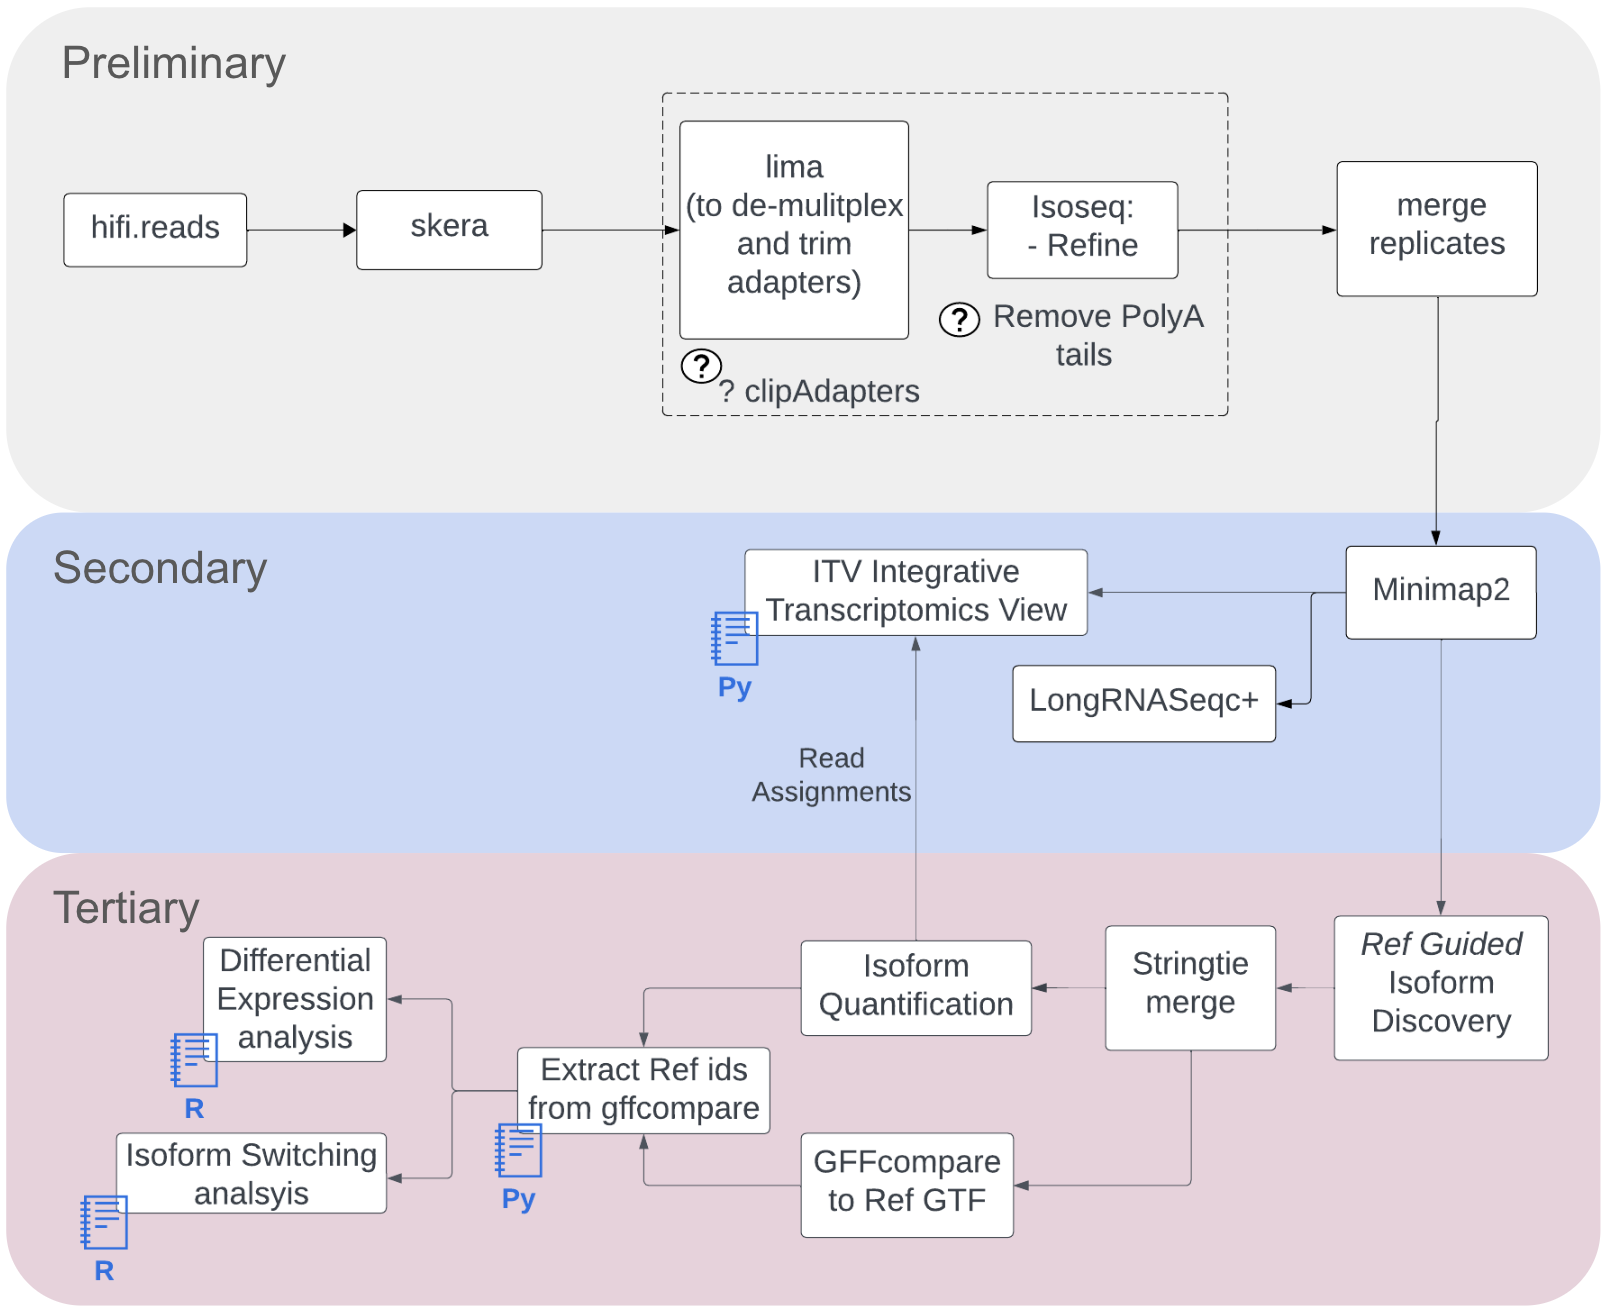 Preliminary
hifi.reads
skera
lima
(to de-mulitplex
and trim
adapters)
?
? clipAdapters
Isoseq:
- Refine
?
Remove PolyA
tails
merge
replicates
Secondary
ITV Integrative
Transcriptomics View
Py
Minimap2
LongRNASeqc+
Read
Assignments
Tertiary
Differential
Expression
analysis
R
Isoform Switching
analsyis
R
Extract Ref ids
from gffcompare
Py
Isoform
Quantification
GFFcompare
to Ref GTF
Stringtie
merge
Ref Guided
Isoform
Discovery